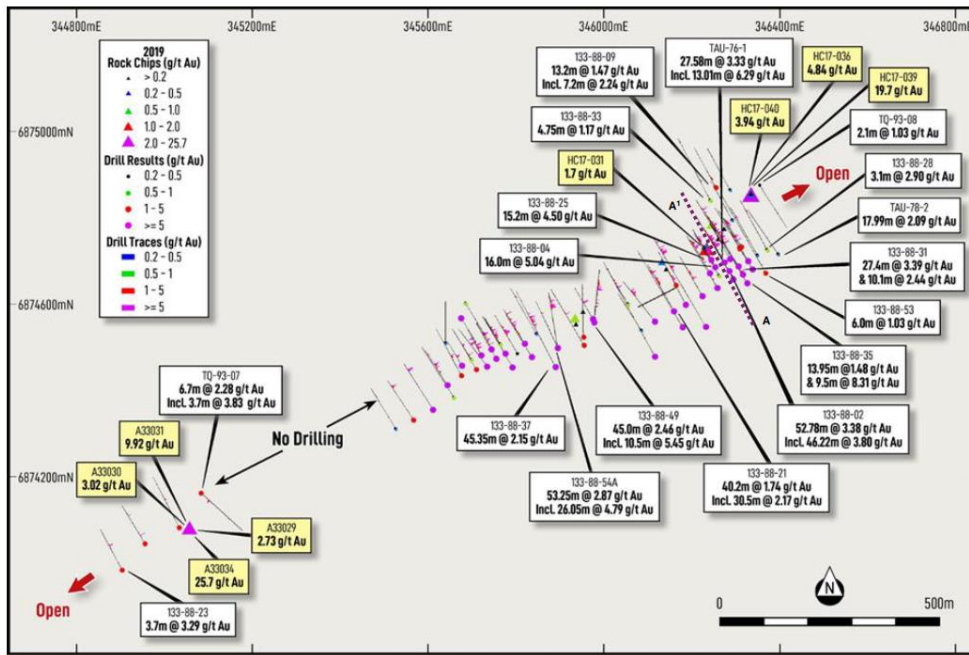 344800mE
345200mE
345600mE
346000mE
346400mE
346800mE
6875000mN
6874600mN
6874200mN
2019
Rock Chips (g/t Au)
> 0.2
0.2 - 0.5
0.5 - 1.0
1.0 - 2.0
2.0 - 25.7
Drill Results (g/t Au)
0.2 - 0.5
0.5 - 1
1 - 5
>= 5
Drill Traces (g/t Au)
0.2 - 0.5
0.5 - 1
1 - 5
>= 5
133-88-09
13.2m @ 1.47 g/t Au
Incl. 7.2m @ 2.24 g/t Au
TAU-76-1
27.58m @ 3.33 g/t Au
Incl. 13.01m @ 6.29 g/t Au
HC17-036
4.84 g/t Au
HC17-039
19.7 g/t Au
HC17-040
3.94 g/t Au
TQ-93-08
2.1m @ 1.03 g/t Au
133-88-33
4.75m @ 1.17 g/t Au
HC17-031
1.7 g/t Au
133-88-28
3.1m @ 2.90 g/t Au
Open
133-88-25
15.2m @ 4.50 g/t Au
A¹
TAU-78-2
17.99m @ 2.09 g/t Au
133-88-04
16.0m @ 5.04 g/t Au
133-88-31
27.4m @ 3.39 g/t Au
& 10.1m @ 2.44 g/t Au
A
133-88-53
6.0m @ 1.03 g/t Au
133-88-35
13.95m @1.48 g/t Au
& 9.5m @ 8.31 g/t Au
TQ-93-07
6.7m @ 2.28 g/t Au
Incl. 3.7m @ 3.83 g/t Au
No Drilling
133-88-37
45.35m @ 2.15 g/t Au
133-88-49
45.0m @ 2.46 g/t Au
Incl. 10.5m @ 5.45 g/t Au
133-88-02
52.78m @ 3.38 g/t Au
Incl. 46.22m @ 3.80 g/t Au
A33031
9.92 g/t Au
A33030
3.02 g/t Au
133-88-54A
53.25m @ 2.87 g/t Au
Incl. 26.05m @ 4.79 g/t Au
133-88-21
40.2m @ 1.74 g/t Au
Incl. 30.5m @ 2.17 g/t Au
A33029
2.73 g/t Au
A33034
25.7 g/t Au
Open
133-88-23
3.7m @ 3.29 g/t Au
N
0
500m